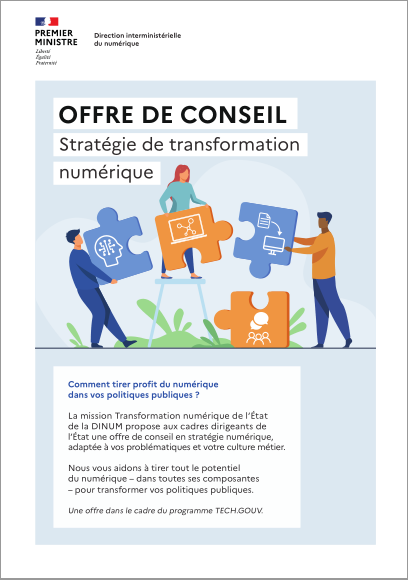 PREMIER
MINISTRE
Liberté
Égalité
Fraternité
Direction interministérielle
du numérique
OFFRE DE CONSEIL
Stratégie de transformation
numérique
Comment tirer profit du numérique
dans vos politiques publiques ?
La mission Transformation numérique de l'État
de la DINUM propose aux cadres dirigeants de
l'État une offre de conseil en stratégie numérique,
adaptée à vos problématiques et votre culture métier.
Nous vous aidons à tirer tout le potentiel
du numérique – dans toutes ses composantes
– pour transformer vos politiques publiques.
Une offre dans le cadre du programme TECH.GOUV.